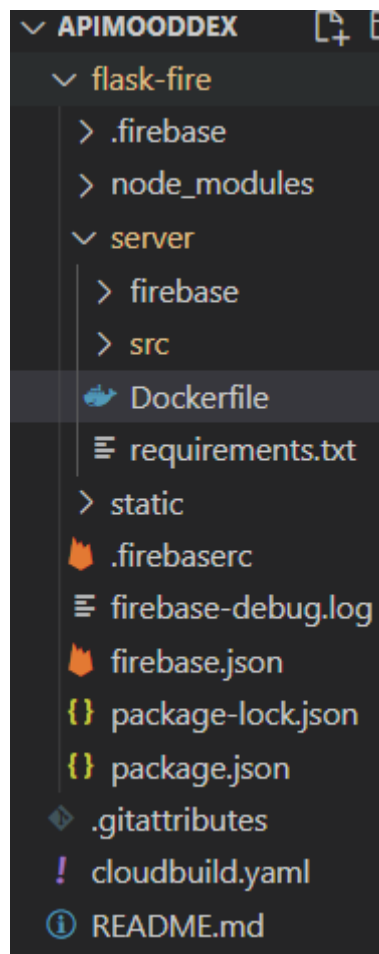 APIMOODDEX
flask-fire
.firebase
node_modules
server
firebase
src
Dockerfile
requirements.txt
static
.firebaserc
firebase-debug.log
firebase.json
{} package-lock.json
{} package.json
.gitattributes
! cloudbuild.yaml
README.md